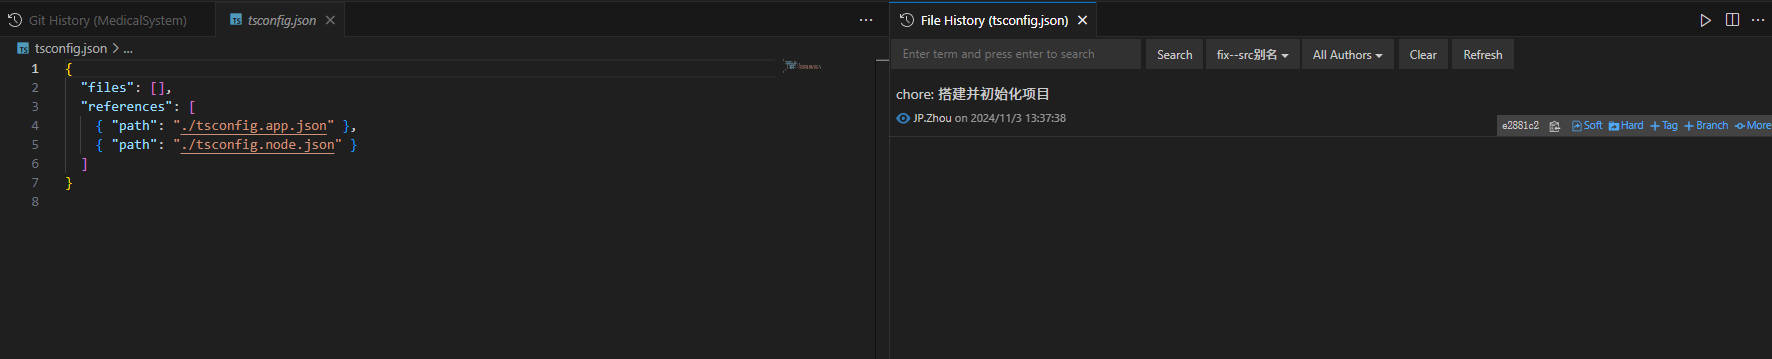 Git History (MedicalSystem)
tsconfig.json
tsconfig.json > ...
1 {
2 "files": [],
3 "references": [
4 { "path": "./tsconfig.app.json" },
5 { "path": "./tsconfig.node.json" }
6 ]
7 }
8
File History (tsconfig.json)
Enter term and press enter to search
Search
fix--src别名
All Authors
Clear
Refresh
chore: 搭建并初始化项目
JP.Zhou on 2024/11/3 13:37:38
e2881c2
Soft
Hard
+Tag
+Branch
More